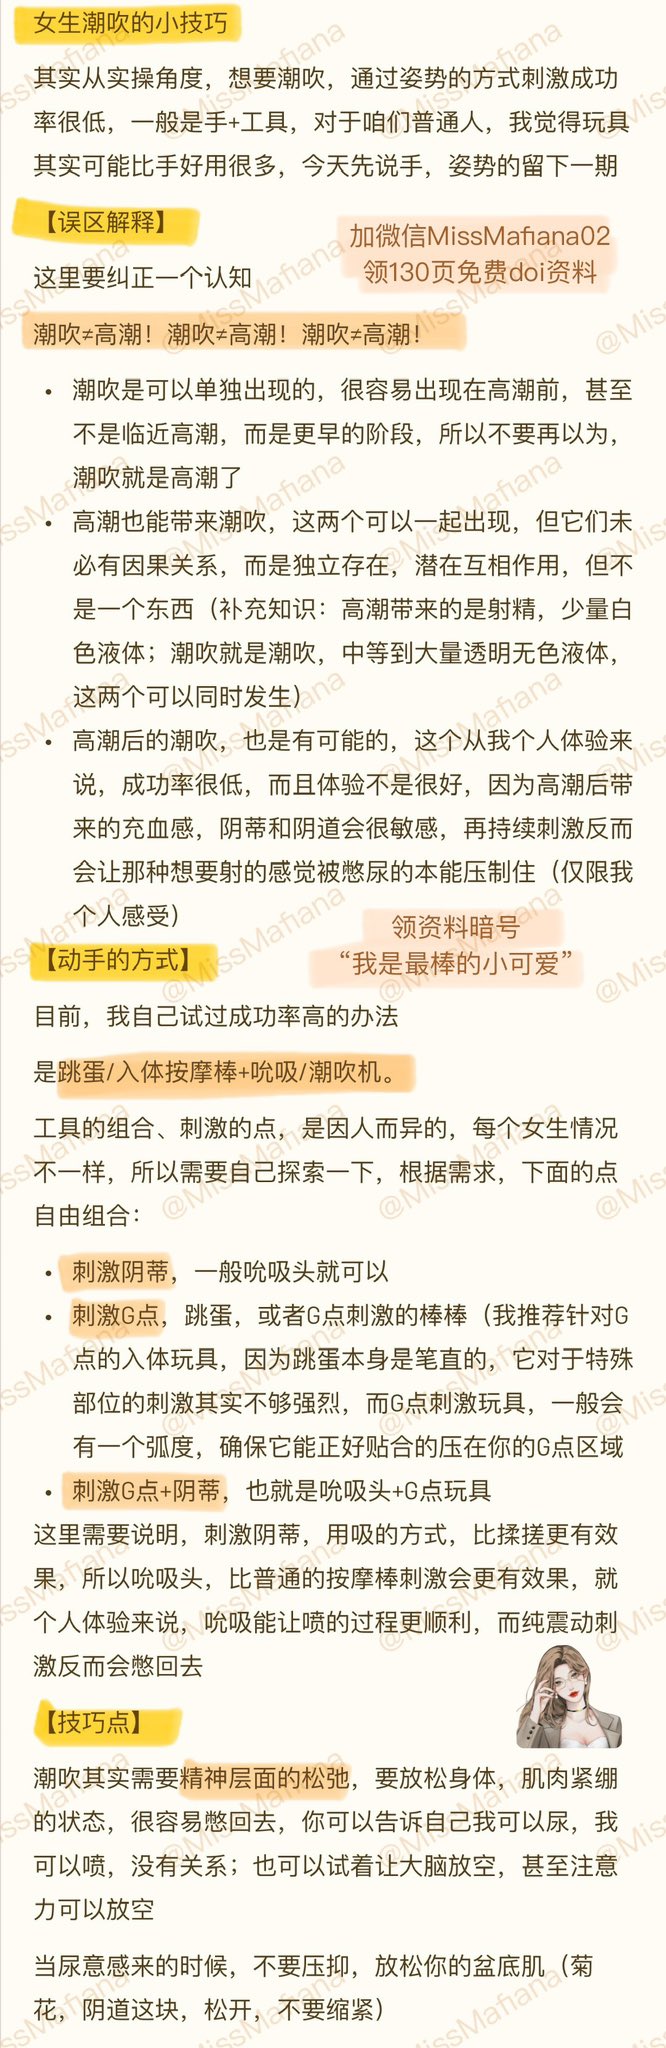 女生潮吹的小技巧
其实从实操角度，想要潮吹，通过姿势的方式刺激成功
率很低，一般是手+工具，对于咱们普通人，我觉得玩具
其实可能比手好用很多，今天先说手，姿势的留下一期
【误区解释】
加微信MissMafiana02
领130页免费doi资料
这里要纠正一个认知
潮吹≠高潮！潮吹≠高潮！潮吹≠高潮！
• 潮吹是可以单独出现的，很容易出现在高潮前，甚至
不是临近高潮，而是更早的阶段，所以不要再以为，
潮吹就是高潮了
• 高潮也能带来潮吹，这两个可以一起出现，但它们未
必有因果关系，而是独立存在，潜在互相作用，但不
是一个东西（补充知识：高潮带来的是射精，少量白
色液体；潮吹就是潮吹，中等到大量透明无色液体，
这两个可以同时发生）
• 高潮后的潮吹，也是有可能的，这个从我个人体验来
说，成功率很低，而且体验不是很好，因为高潮后带
来的充血感，阴蒂和阴道会很敏感，再持续刺激反而
会让那种想要射的感觉被憋尿的本能压制住（仅限我
个人感受）
领资料暗号
“我是最棒的小可爱”
【动手的方式】
目前，我自己试过成功率高的办法
是跳蛋/入体按摩棒+吮吸/潮吹机。
工具的组合、刺激的点，是因人而异的，每个女生情况
不一样，所以需要自己探索一下，根据需求，下面的点
自由组合：
• 刺激阴蒂，一般吮吸头就可以
• 刺激G点，跳蛋，或者G点刺激的棒棒（我推荐针对G
点的入体玩具，因为跳蛋本身是笔直的，它对于特殊
部位的刺激其实不够强烈，而G点刺激玩具，一般会
有一个弧度，确保它能正好贴合的压在你的G点区域
• 刺激G点+阴蒂，也就是吮吸头+G点玩具
这里需要说明，刺激阴蒂，用吸的方式，比揉搓更有效
果，所以吮吸头，比普通的按摩棒刺激会更有效果，就
个人体验来说，吮吸能让喷的过程更顺利，而纯震动刺
激反而会憋回去
【技巧点】
潮吹其实需要精神层面的松弛，要放松身体，肌肉紧绷
的状态，很容易憋回去，你可以告诉自己我可以尿，我
可以喷，没有关系；也可以试着让大脑放空，甚至注意
力可以放空
当尿意感来的时候，不要压抑，放松你的盆底肌（菊
花，阴道这块，松开，不要缩紧）
@MissMafiana